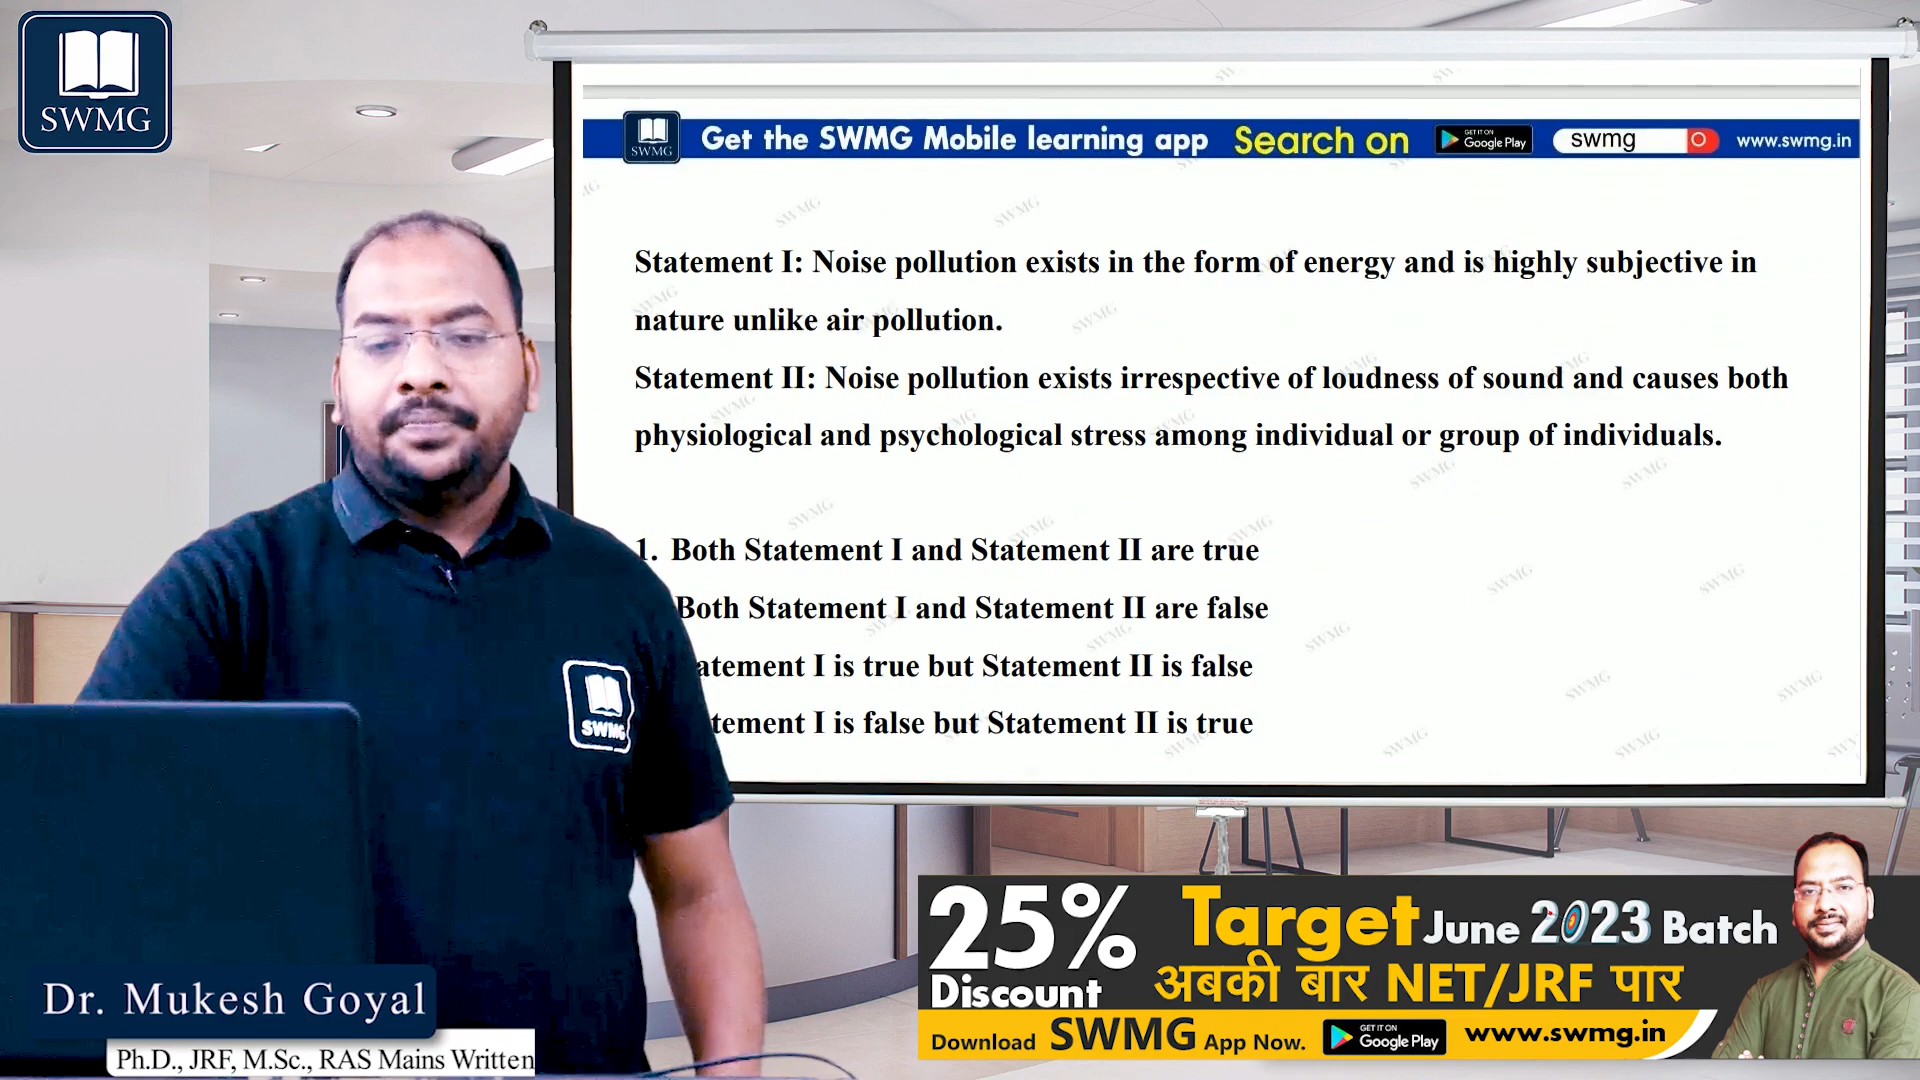 SWMG
SWMG
Get the SWMG Mobile learning app Search on GET IT ON Google Play swmg www.swmg.in
Statement I: Noise pollution exists in the form of energy and is highly subjective in
nature unlike air pollution.
Statement II: Noise pollution exists irrespective of loudness of sound and causes both
physiological and psychological stress among individual or group of individuals.
1. Both Statement I and Statement II are true
Both Statement I and Statement II are false
I is true but Statement II is false
I is false but Statement II is true
SWMG
25%
Discount
Target June 2023 Batch
अबकी बार NET/JRF पार
Download SWMG App Now. GET IT ON Google Play www.swmg.in
Dr. Mukesh Goyal
Ph.D., JRF, M.Sc., RAS Mains Written